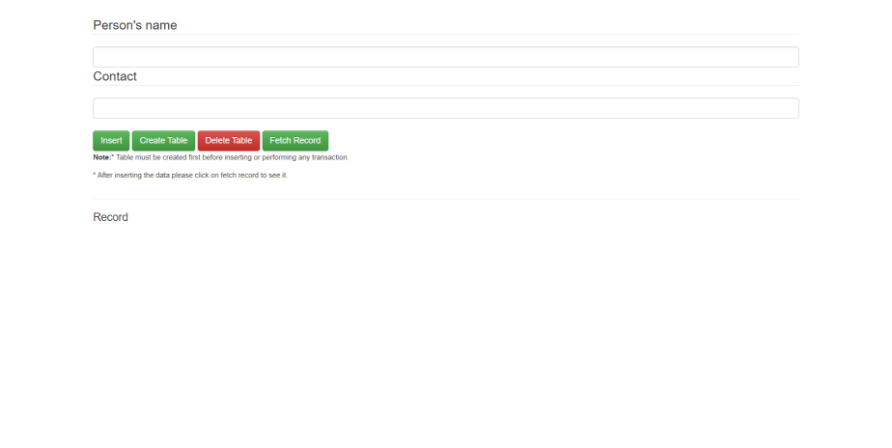 Person's name
Contact
Insert Create Table Delete Table Fetch Record
Note:* Table must be created first before inserting or performing any transaction.
* After inserting the data please click on fetch record to see it.
Record